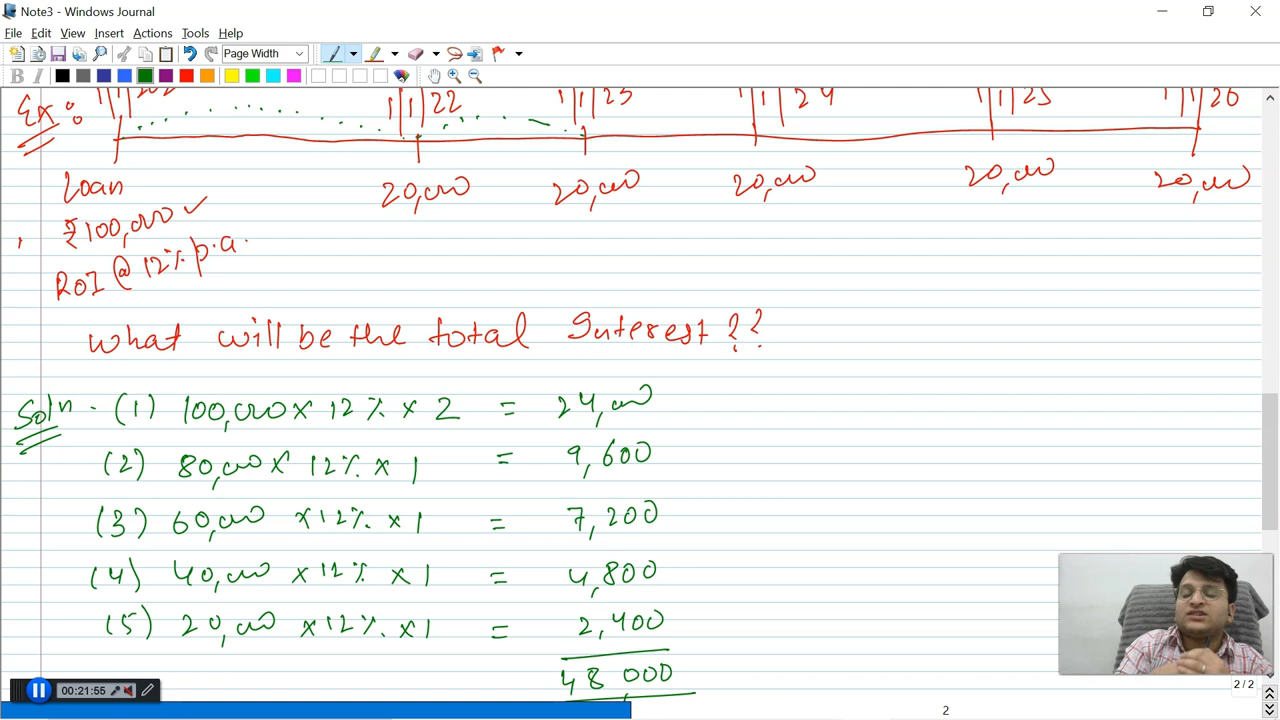 Note3 - Windows Journal
File Edit View Insert Actions Tools Help
Page Width
B I
Ex: 1|1|202 1|1|22 1|1|23 1|1|24 1|1|25 1|1|26
Loan 20,000 20,000 20,000 20,000 20,000
₹100,000 ✓
RoI @ 12% p.a.
What will be the total Interest??
Soln. (1) 100,000 x 12% x 2 = 24,000
(2) 80,000 x 12% x 1 = 9,600
(3) 60,000 x 12% x 1 = 7,200
(4) 40,000 x 12% x 1 = 4,800
(5) 20,000 x 12% x 1 = 2,400
48,000
00:21:55
2 / 2
2